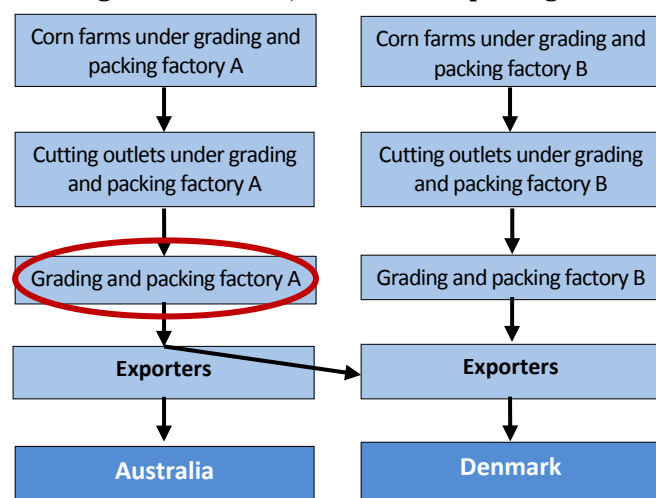 Corn farms under grading and
packing factory A
Corn farms under grading and
packing factory B
Cutting outlets under grading
and packing factory A
Cutting outlets under grading
and packing factory B
Grading and packing factory A
Grading and packing factory B
Exporters
Exporters
Australia
Denmark